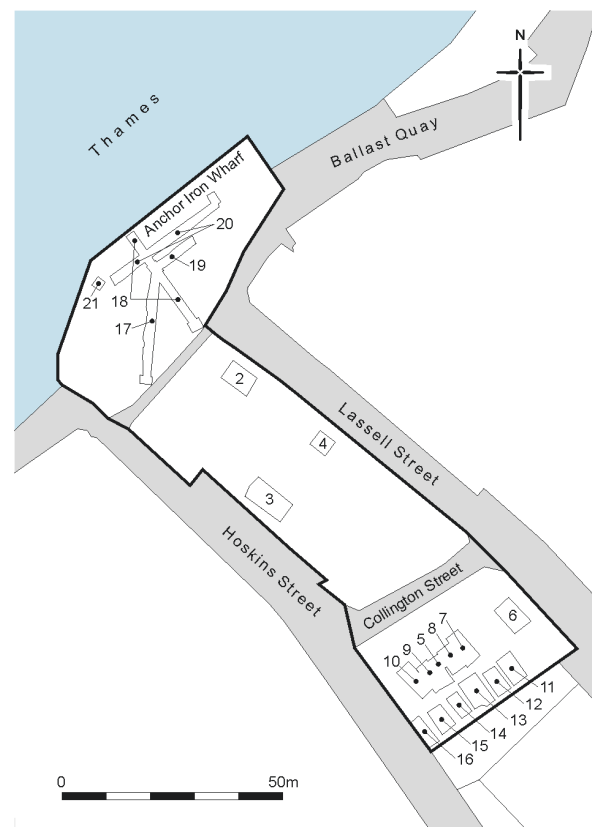 N
Thames
Ballast Quay
Anchor Iron Wharf
20
19
21
18
17
2
4
3
Lassell Street
Hoskins Street
Collington Street
6
7
8
5
9
10
11
12
13
14
15
16
0
50m